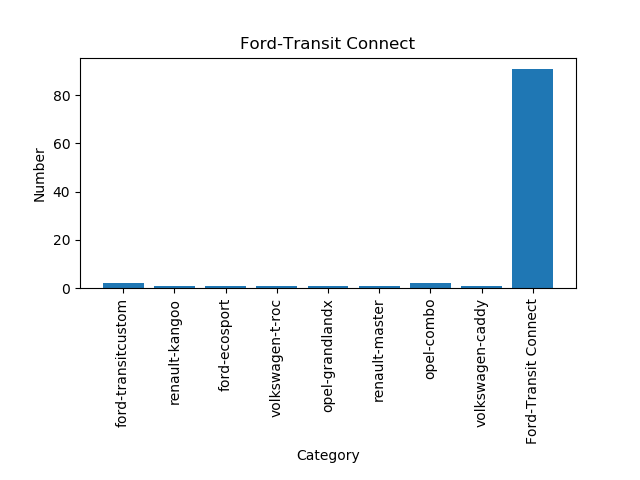 Ford-Transit Connect
Number
80
60
40
20
0
ford-transitcustom
renault-kangoo
ford-ecosport
volkswagen-t-roc
opel-grandlandx
renault-master
opel-combo
volkswagen-caddy
Ford-Transit Connect
Category